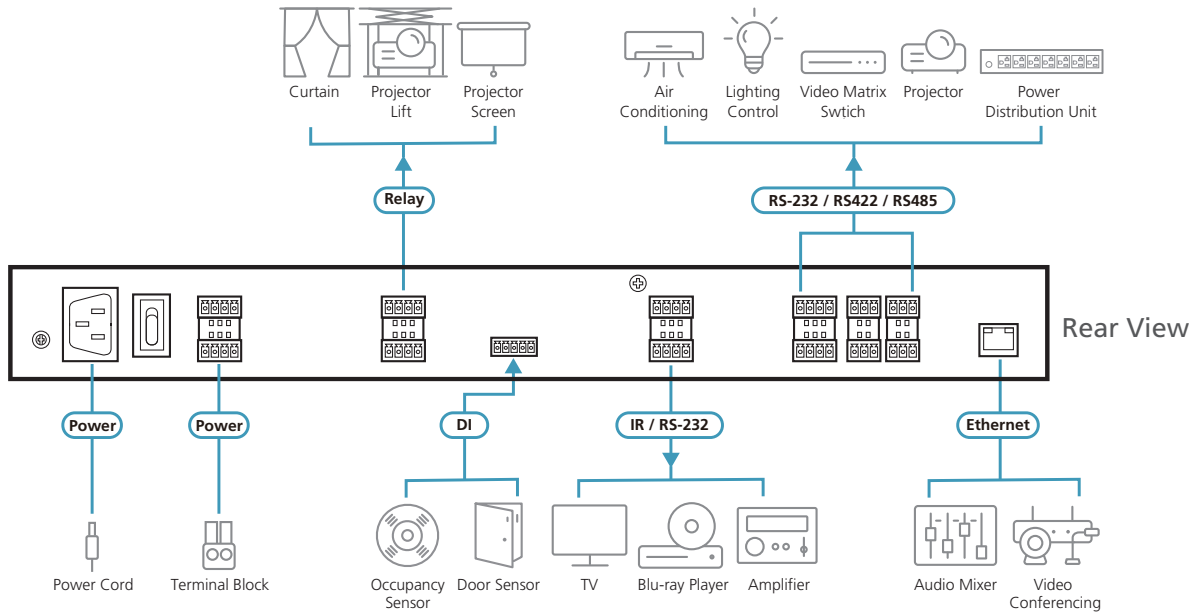 Curtain
Projector
Lift
Projector
Screen
Air
Conditioning
Lighting
Control
Video Matrix
Swtich
Projector
Power
Distribution Unit
Relay
RS-232 / RS422 / RS485
Rear View
Power
Power
DI
IR / RS-232
Ethernet
Power Cord
Terminal Block
Occupancy
Sensor
Door Sensor
TV
Blu-ray Player
Amplifier
Audio Mixer
Video
Conferencing